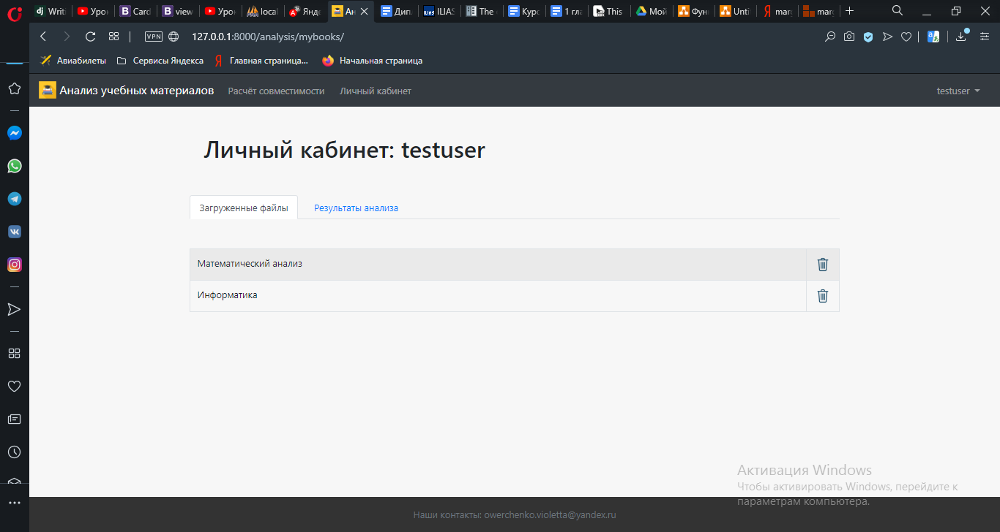 Writi
Урок
Card
view
Урок
local
Янде
Ан
Дип
ILIAS
The
Курс
1 гла
This
Мой
Фун
Unti
marg
marg
VPN 127.0.0.1:8000/analysis/mybooks/
Авиабилеты Сервисы Яндекса Главная страница... Начальная страница
Анализ учебных материалов Расчёт совместимости Личный кабинет testuser
Личный кабинет: testuser
Загруженные файлы Результаты анализа
Математический анализ
Информатика
Активация Windows
Чтобы активировать Windows, перейдите к
параметрам компьютера.
Наши контакты: owerchenko.violetta@yandex.ru